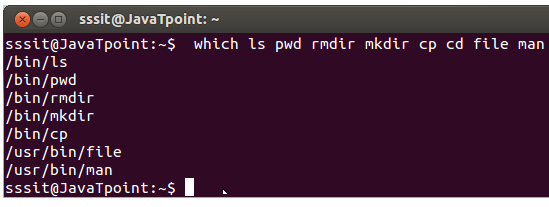 sssit@JavaTpoint: ~
sssit@JavaTpoint:~$  which ls pwd rmdir mkdir cp cd file man
/bin/ls
/bin/pwd
/bin/rmdir
/bin/mkdir
/bin/cp
/usr/bin/file
/usr/bin/man
sssit@JavaTpoint:~$